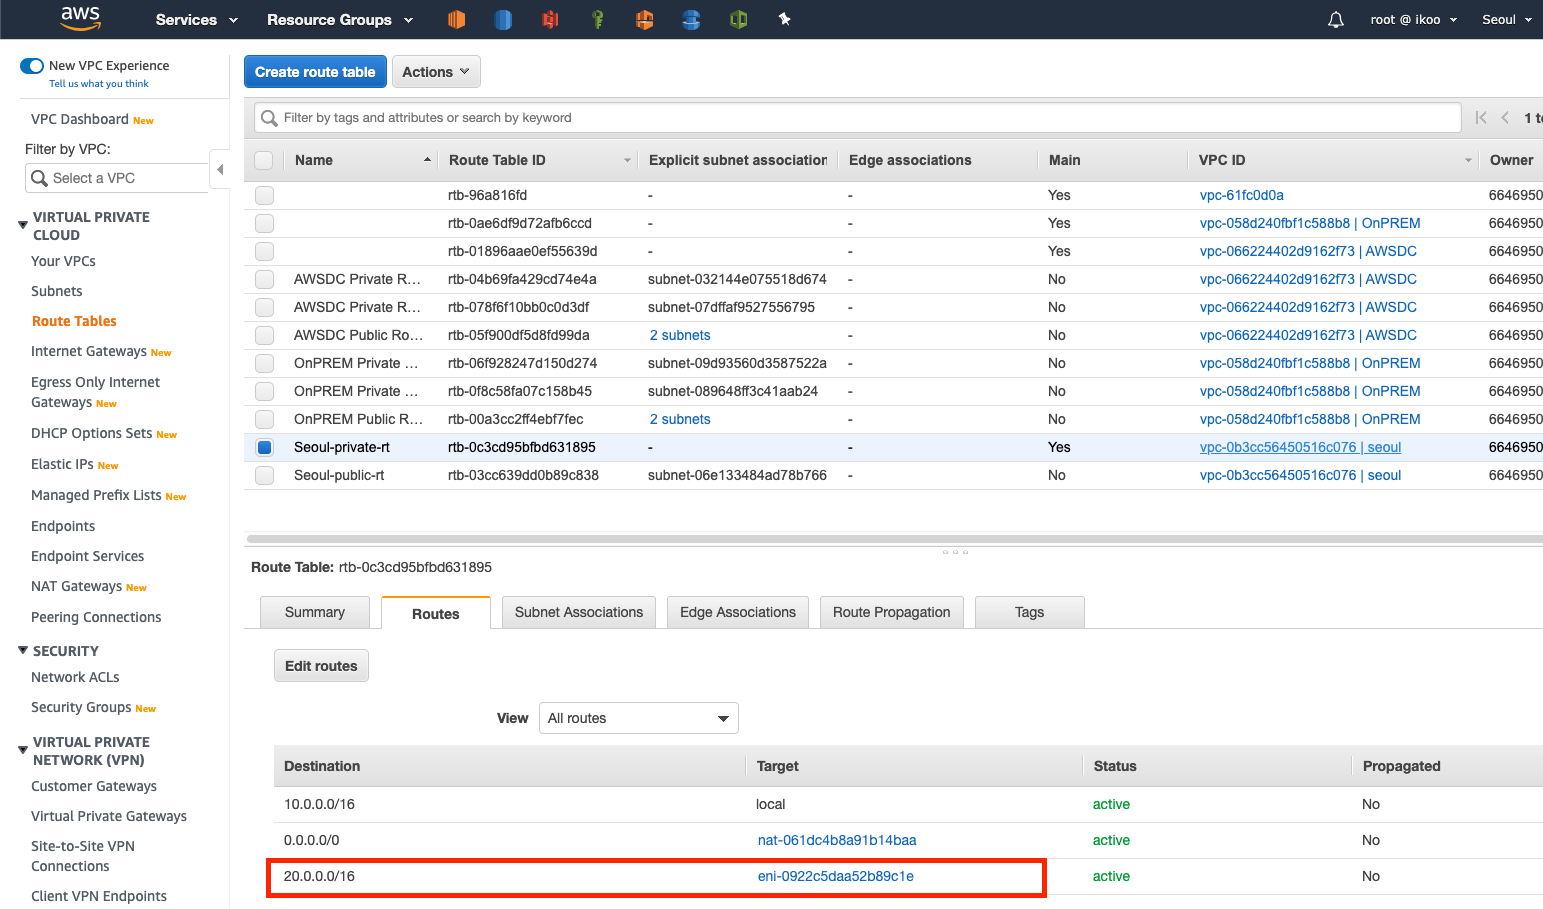 aws Services Resource Groups root @ ikoo Seoul
New VPC Experience
Tell us what you think
Create route table Actions
VPC Dashboard New
Filter by VPC:
Select a VPC
VIRTUAL PRIVATE
CLOUD
Your VPCs
Subnets
Route Tables
Internet Gateways New
Egress Only Internet
Gateways New
DHCP Options Sets New
Elastic IPs New
Managed Prefix Lists New
Endpoints
Endpoint Services
NAT Gateways New
Peering Connections
SECURITY
Network ACLs
Security Groups New
VIRTUAL PRIVATE
NETWORK (VPN)
Customer Gateways
Virtual Private Gateways
Site-to-Site VPN
Connections
Client VPN Endpoints
Filter by tags and attributes or search by keyword 1 to
Name Route Table ID Explicit subnet association Edge associations Main VPC ID Owner
rtb-96a816fd - - Yes vpc-61fc0d0a 6646950
rtb-0ae6df9d72afb6ccd - - Yes vpc-058d240fbf1c588b8 | OnPREM 6646950
rtb-01896aae0ef55639d - - Yes vpc-066224402d9162f73 | AWSDC 6646950
AWSDC Private R... rtb-04b69fa429cd74e4a subnet-032144e075518d674 - No vpc-066224402d9162f73 | AWSDC 6646950
AWSDC Private R... rtb-078f6f10bb0c0d3df subnet-07dffaf9527556795 - No vpc-066224402d9162f73 | AWSDC 6646950
AWSDC Public Ro... rtb-05f900df5d8fd99da 2 subnets - No vpc-066224402d9162f73 | AWSDC 6646950
OnPREM Private ... rtb-06f928247d150d274 subnet-09d93560d3587522a - No vpc-058d240fbf1c588b8 | OnPREM 6646950
OnPREM Private ... rtb-0f8c58fa07c158b45 subnet-089648ff3c41aab24 - No vpc-058d240fbf1c588b8 | OnPREM 6646950
OnPREM Public R... rtb-00a3cc2ff4ebf7fec 2 subnets - No vpc-058d240fbf1c588b8 | OnPREM 6646950
Seoul-private-rt rtb-0c3cd95bfbd631895 - - Yes vpc-0b3cc56450516c076 | seoul 6646950
Seoul-public-rt rtb-03cc639dd0b89c838 subnet-06e133484ad78b766 - No vpc-0b3cc56450516c076 | seoul 6646950
Route Table: rtb-0c3cd95bfbd631895
Summary Routes Subnet Associations Edge Associations Route Propagation Tags
Edit routes
View All routes
Destination Target Status Propagated
10.0.0.0/16 local active No
0.0.0.0/0 nat-061dc4b8a91b14baa active No
20.0.0.0/16 eni-0922c5daa52b89c1e active No